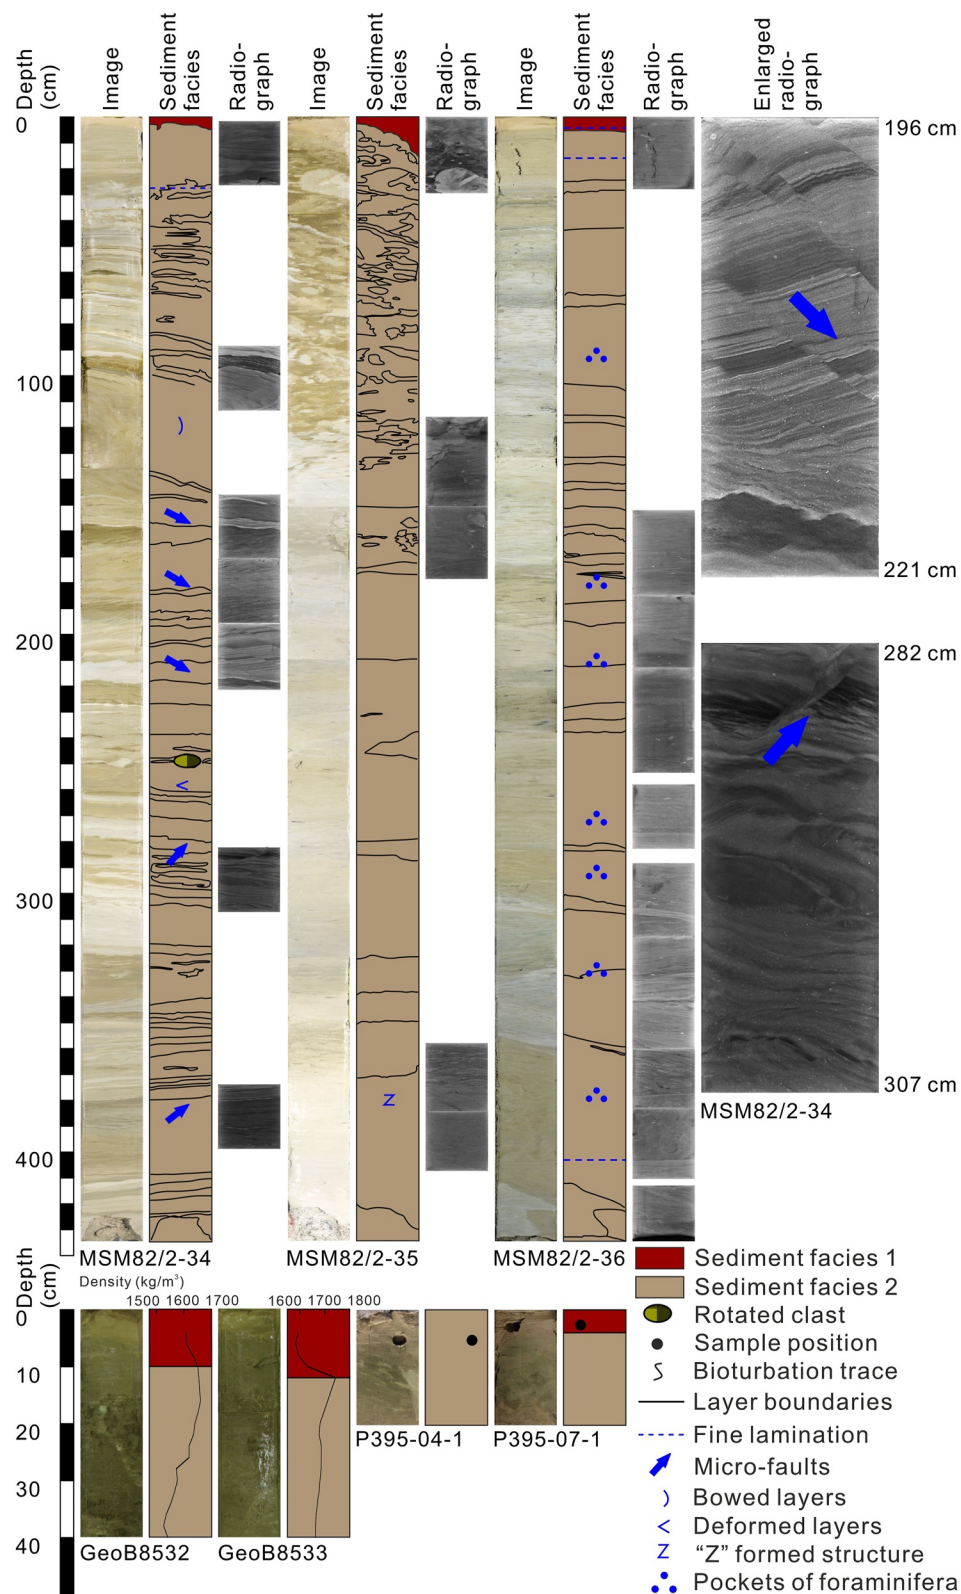 Depth (cm)
Image
Sediment facies
Radio-graph
Image
Sediment facies
Radio-graph
Image
Sediment facies
Radio-graph
Enlarged radio-graph
0
196 cm
100
221 cm
200
282 cm
300
307 cm
MSM82/2-34
400
MSM82/2-34
MSM82/2-35
MSM82/2-36
Depth (cm)
Density (kg/m³)
1500 1600 1700
1600 1700 1800
0
10
20
30
40
P395-04-1
P395-07-1
GeoB8532
GeoB8533
Sediment facies 1
Sediment facies 2
Rotated clast
Sample position
Bioturbation trace
Layer boundaries
Fine lamination
Micro-faults
Bowed layers
Deformed layers
Z
Z
“Z” formed structure
Pockets of foraminifera